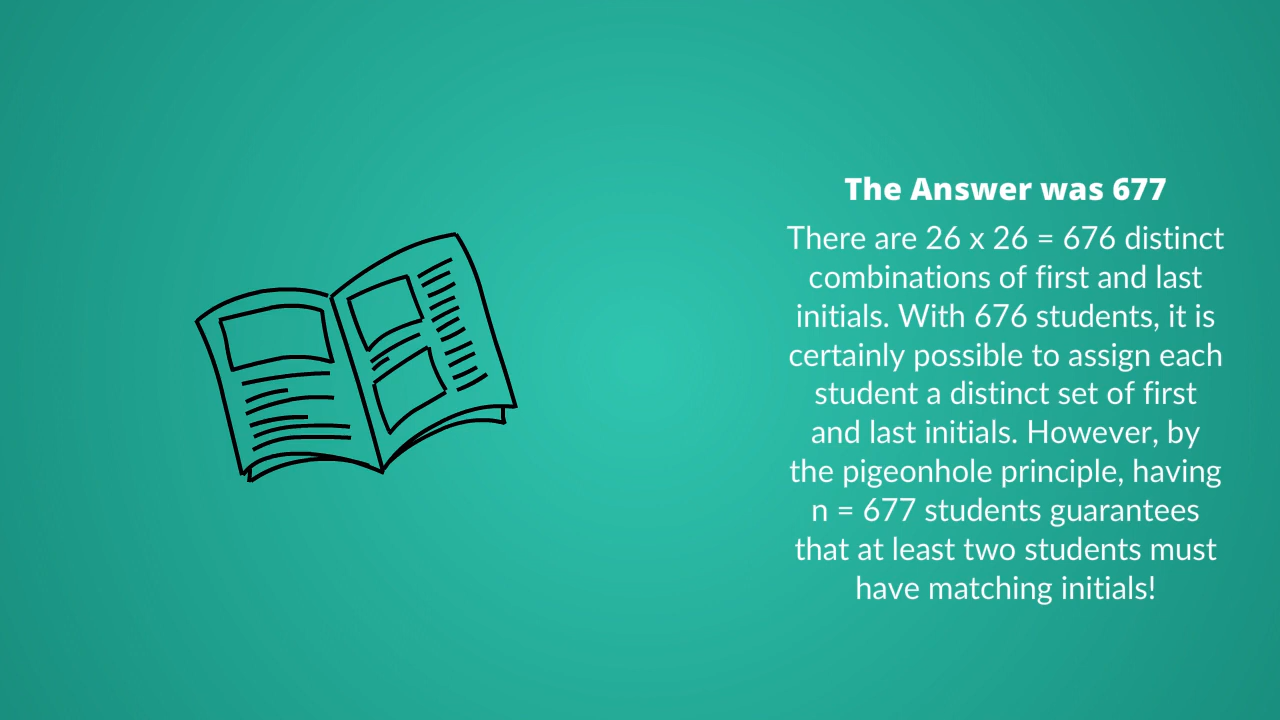 The Answer was 677
There are 26 x 26 = 676 distinct
combinations of first and last
initials. With 676 students, it is
certainly possible to assign each
student a distinct set of first
and last initials. However, by
the pigeonhole principle, having
n = 677 students guarantees
that at least two students must
have matching initials!